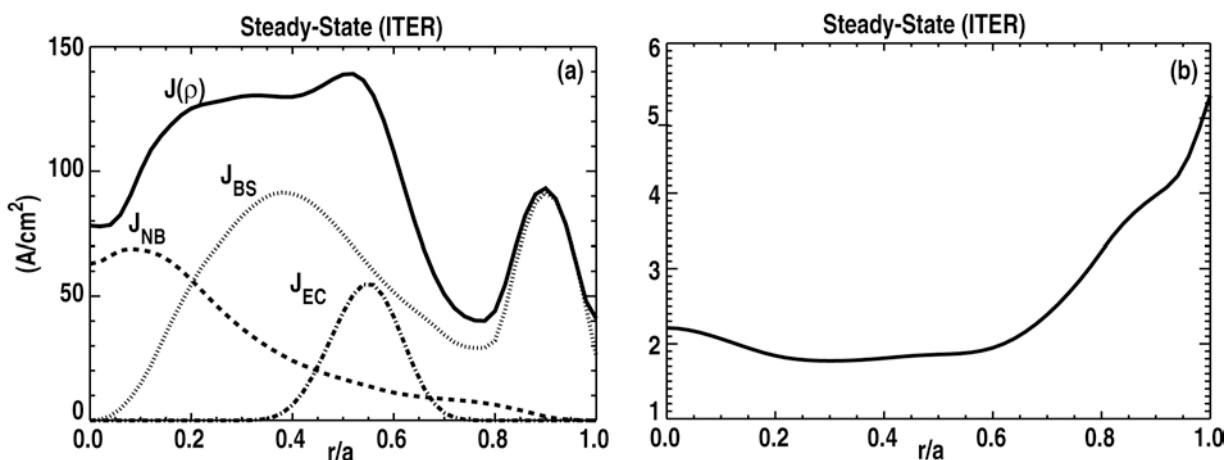 Steady-State (ITER)
(a)
150
100
50
0
(A/cm²)
J(ρ)
J_BS
J_NB
J_EC
0.0 0.2 0.4 0.6 0.8 1.0
r/a
Steady-State (ITER)
(b)
6
5
4
3
2
1
0.0 0.2 0.4 0.6 0.8 1.0
r/a